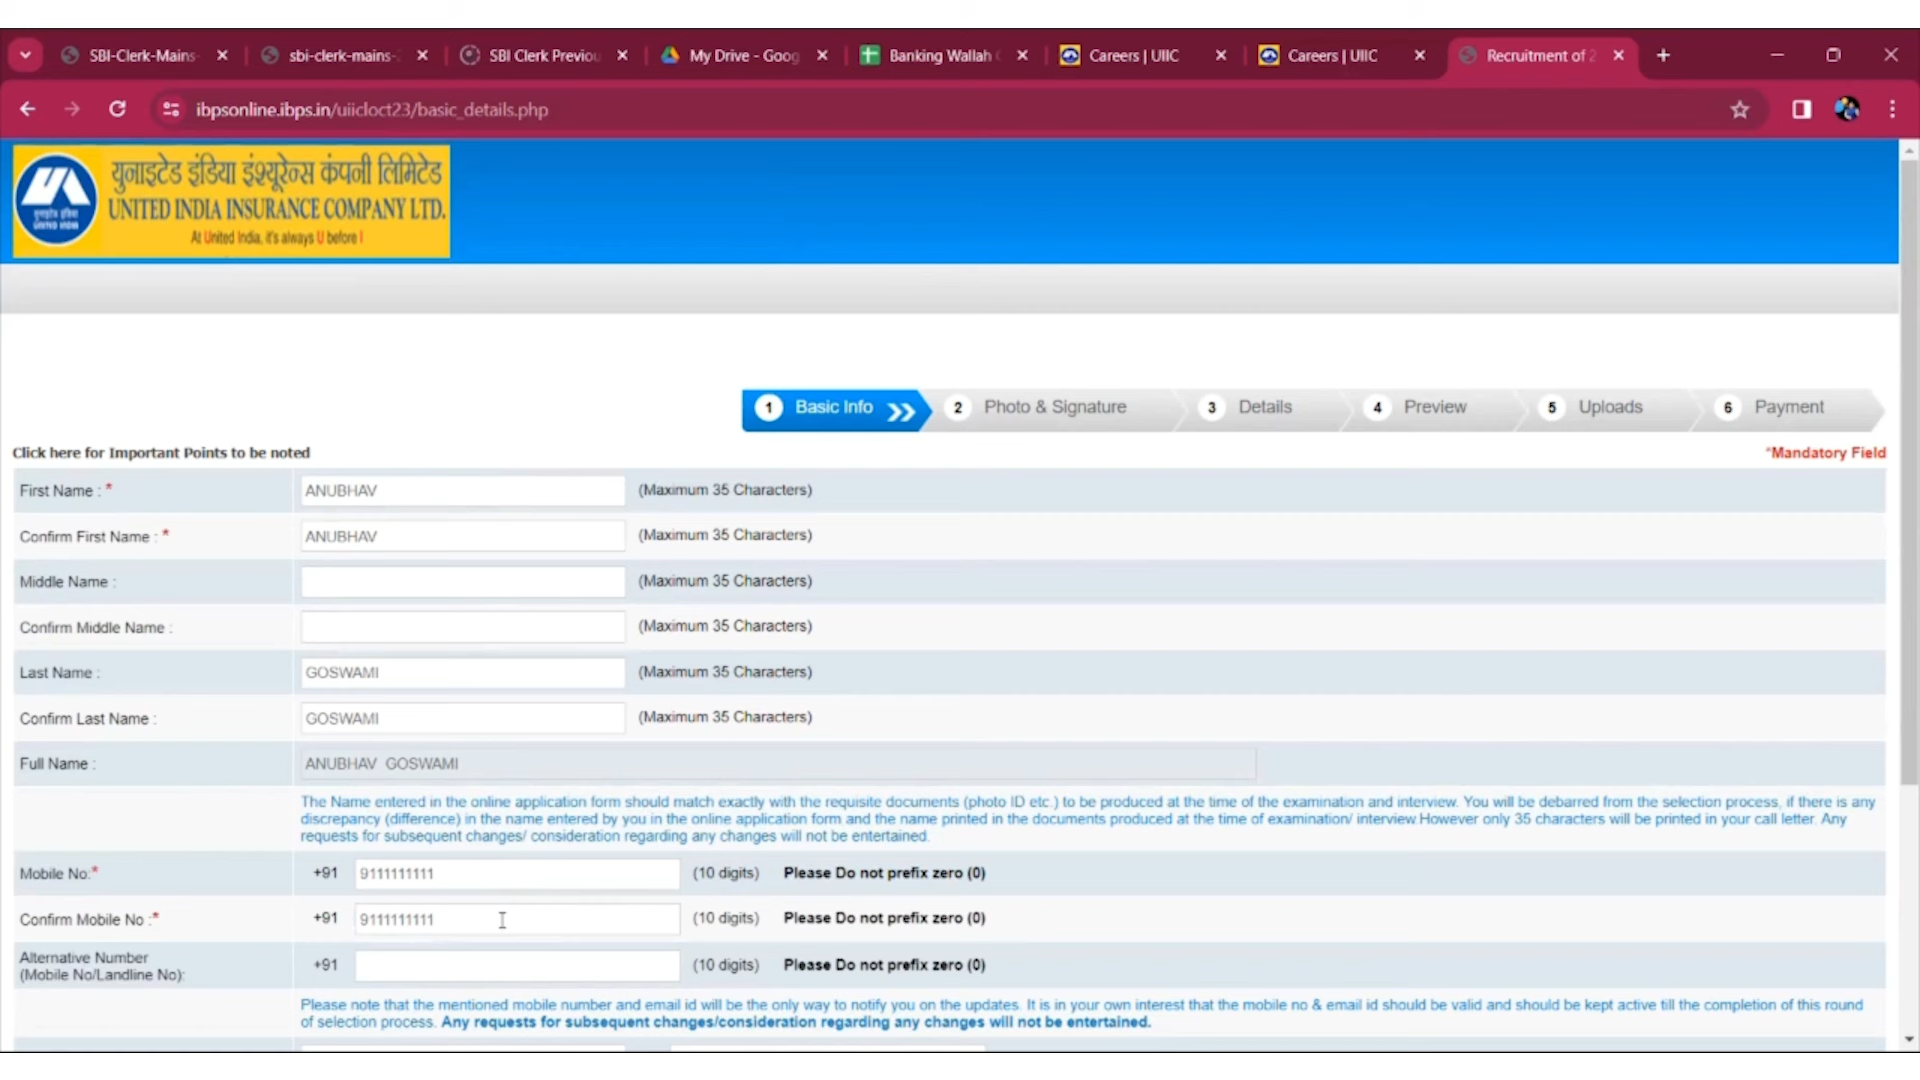 SBI-Clerk-Mains-
sbi-clerk-mains-
SBI Clerk Previou
My Drive - Goog
Banking Wallah
Careers | UIIC
Careers | UIIC
Recruitment of 2
ibpsonline.ibps.in/uiicloct23/basic_details.php
युनाइटेड इंडिया इंश्यूरेन्स कंपनी लिमिटेड
UNITED INDIA INSURANCE COMPANY LTD.
At United India, it's always U before I
1 Basic Info
2 Photo & Signature
3 Details
4 Preview
5 Uploads
6 Payment
Click here for Important Points to be noted
*Mandatory Field
First Name : * ANUBHAV (Maximum 35 Characters)
Confirm First Name : * ANUBHAV (Maximum 35 Characters)
Middle Name : (Maximum 35 Characters)
Confirm Middle Name : (Maximum 35 Characters)
Last Name : GOSWAMI (Maximum 35 Characters)
Confirm Last Name : GOSWAMI (Maximum 35 Characters)
Full Name : ANUBHAV GOSWAMI
The Name entered in the online application form should match exactly with the requisite documents (photo ID etc.) to be produced at the time of the examination and interview. You will be debarred from the selection process, if there is any
discrepancy (difference) in the name entered by you in the online application form and the name printed in the documents produced at the time of examination/ interview.However only 35 characters will be printed in your call letter. Any
requests for subsequent changes/ consideration regarding any changes will not be entertained.
Mobile No:* +91 9111111111 (10 digits) Please Do not prefix zero (0)
Confirm Mobile No :* +91 9111111111 (10 digits) Please Do not prefix zero (0)
Alternative Number
(Mobile No/Landline No): +91 (10 digits) Please Do not prefix zero (0)
Please note that the mentioned mobile number and email id will be the only way to notify you on the updates. It is in your own interest that the mobile no & email id should be valid and should be kept active till the completion of this round
of selection process. Any requests for subsequent changes/consideration regarding any changes will not be entertained.